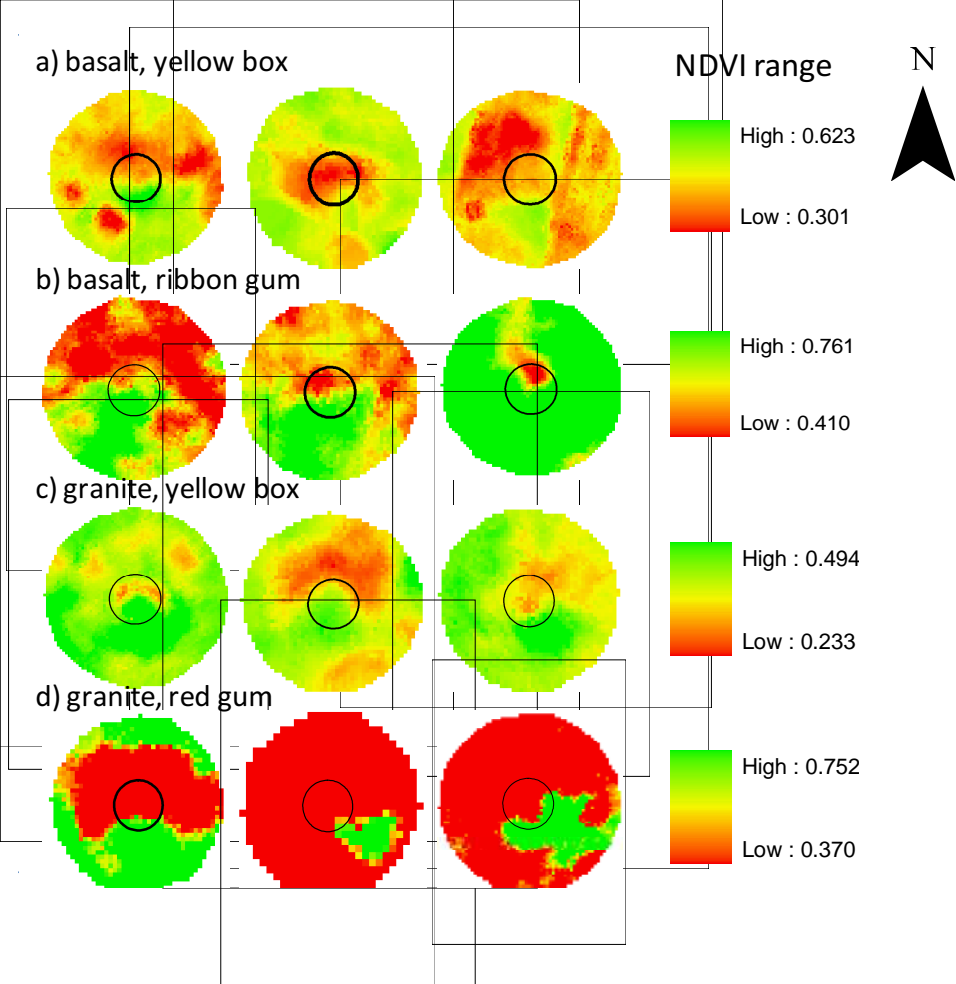 a) basalt, yellow box
NDVI range
N
High : 0.623
Low : 0.301
b) basalt, ribbon gum
High : 0.761
Low : 0.410
c) granite, yellow box
High : 0.494
Low : 0.233
d) granite, red gum
High : 0.752
Low : 0.370